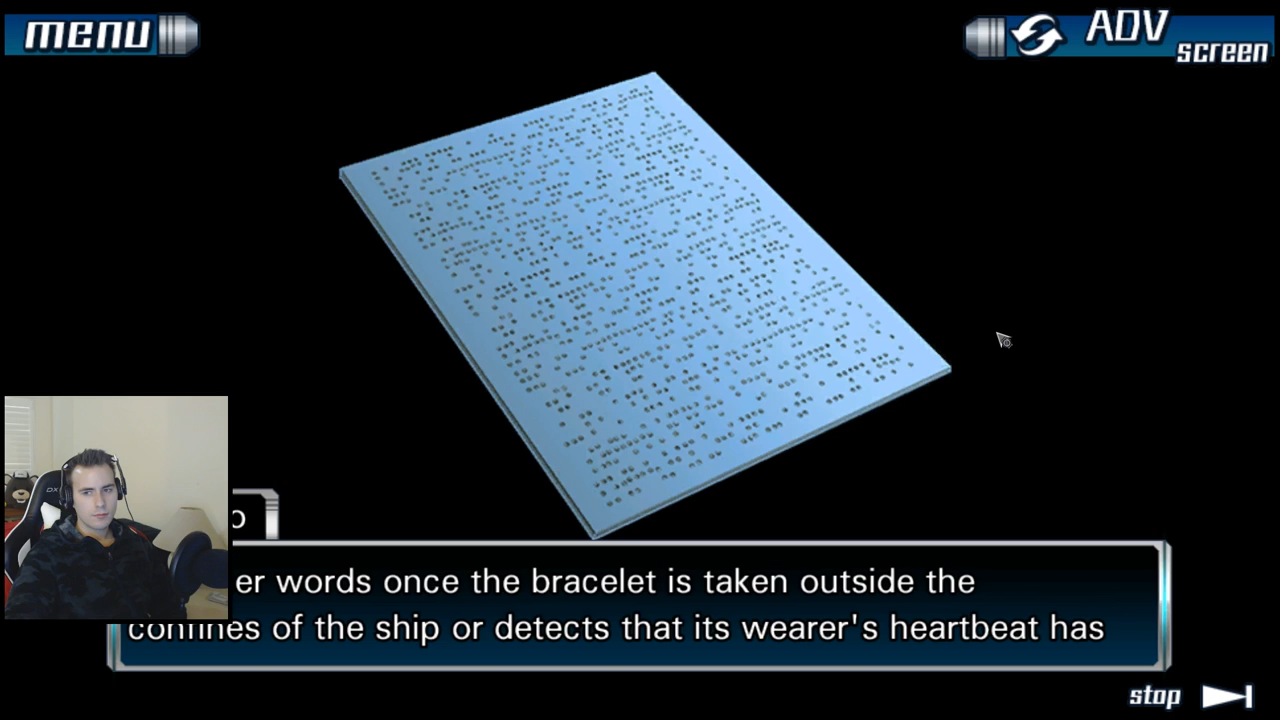 menu
ADV
screen
o
er words once the bracelet is taken outside the
confines of the ship or detects that its wearer's heartbeat has
stop